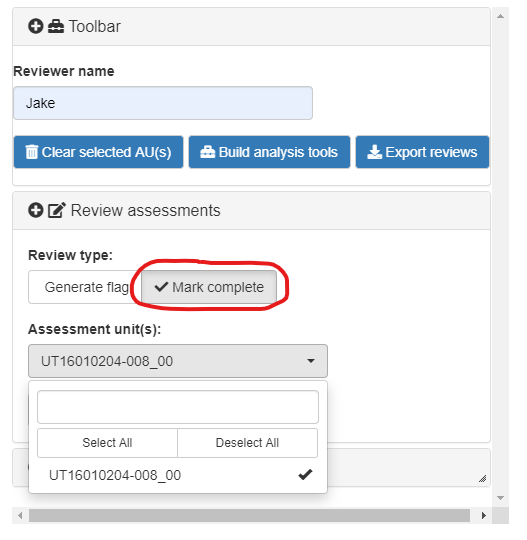 Toolbar
Reviewer name
Jake
Clear selected AU(s) Build analysis tools Export reviews
Review assessments
Review type:
Generate flag Mark complete
Assessment unit(s):
UT16010204-008_00
Select All Deselect All
UT16010204-008_00